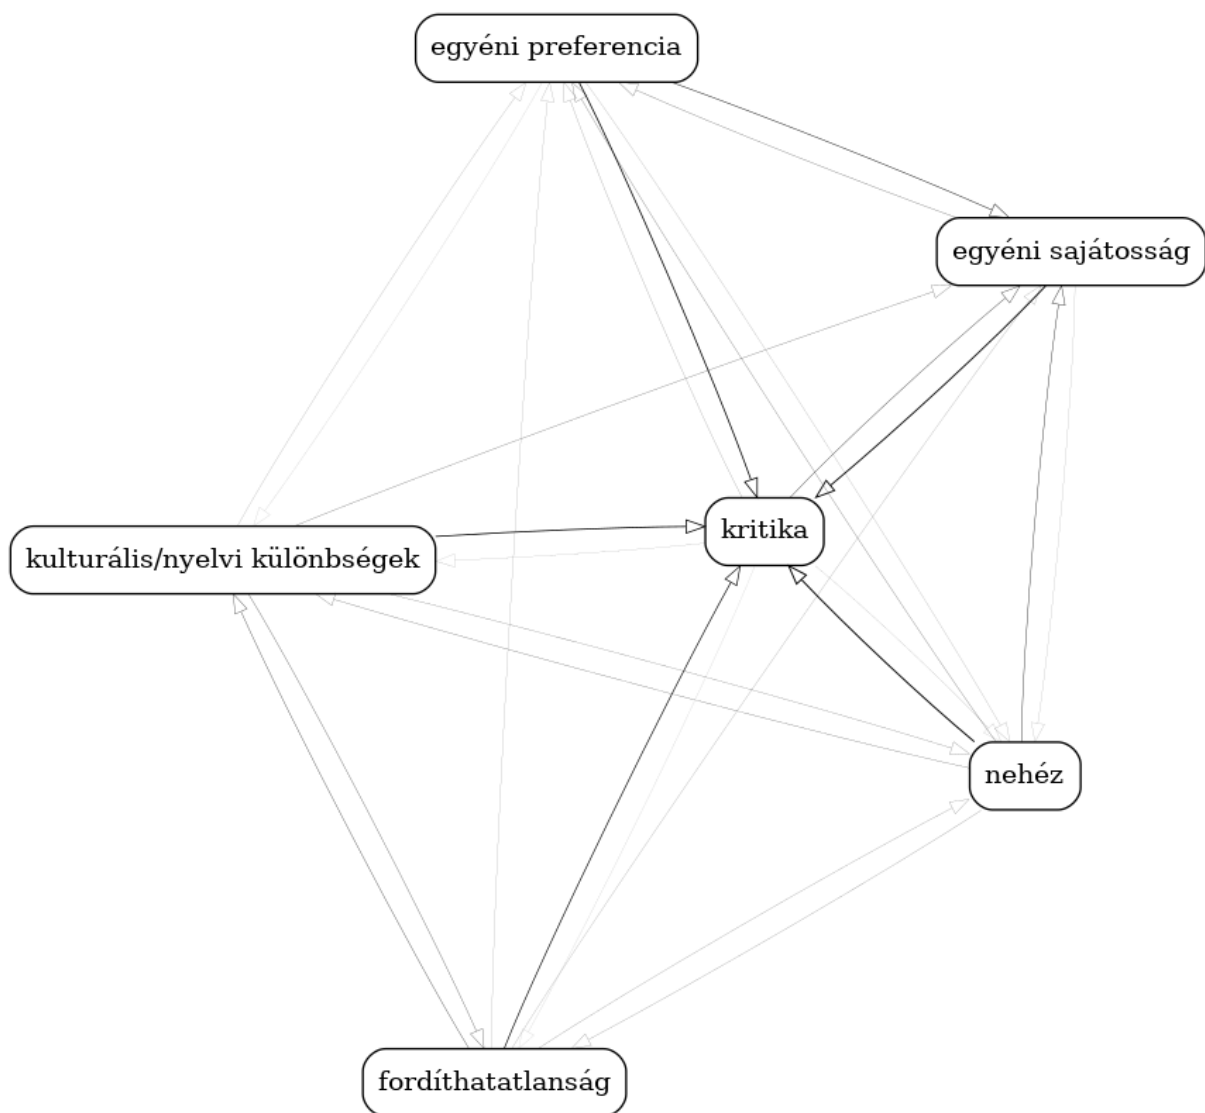 egyéni preferencia
egyéni sajátosság
kritika
kulturális/nyelvi különbségek
nehéz
fordíthatatlanság